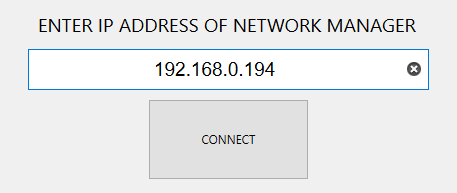 ENTER IP ADDRESS OF NETWORK MANAGER
192.168.0.194
CONNECT